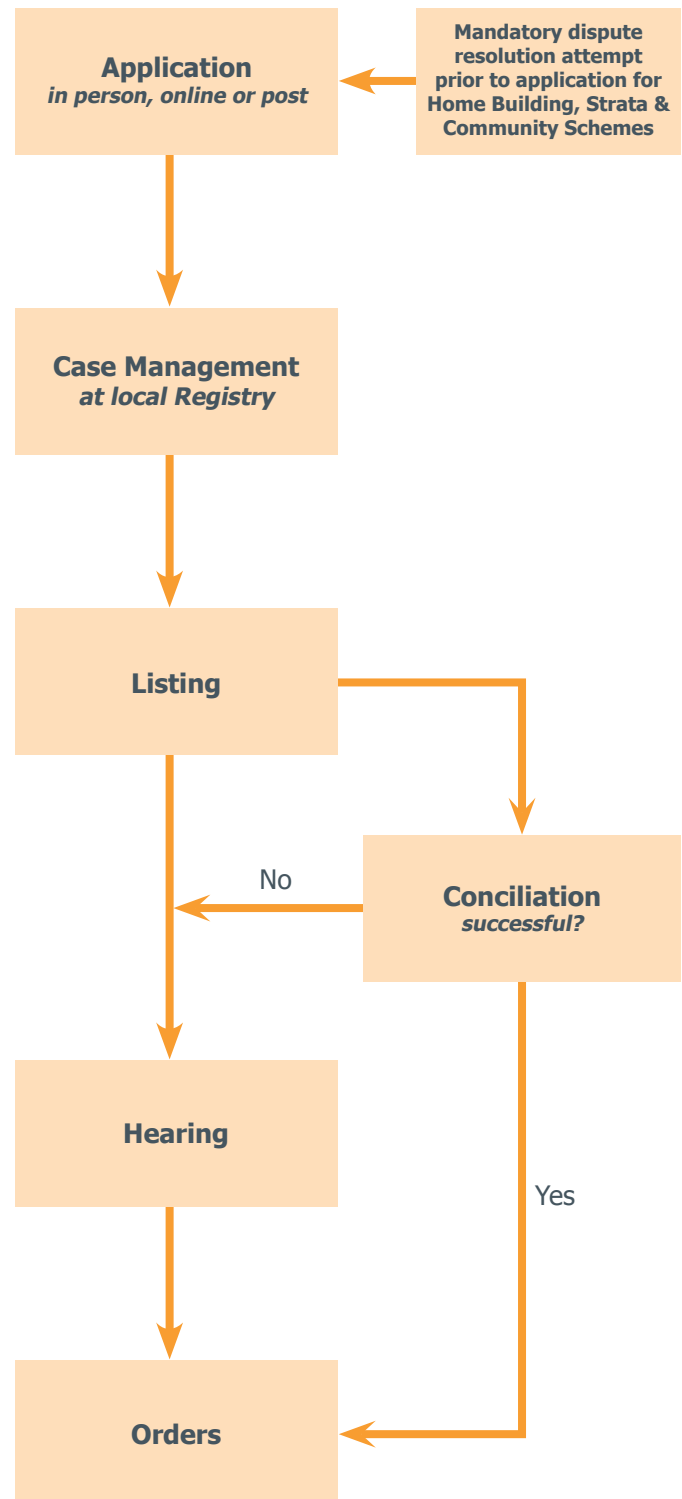 Application
in person, online or post
Mandatory dispute
resolution attempt
prior to application for
Home Building, Strata &
Community Schemes
Case Management
at local Registry
Listing
No
Conciliation
successful?
Hearing
Yes
Orders